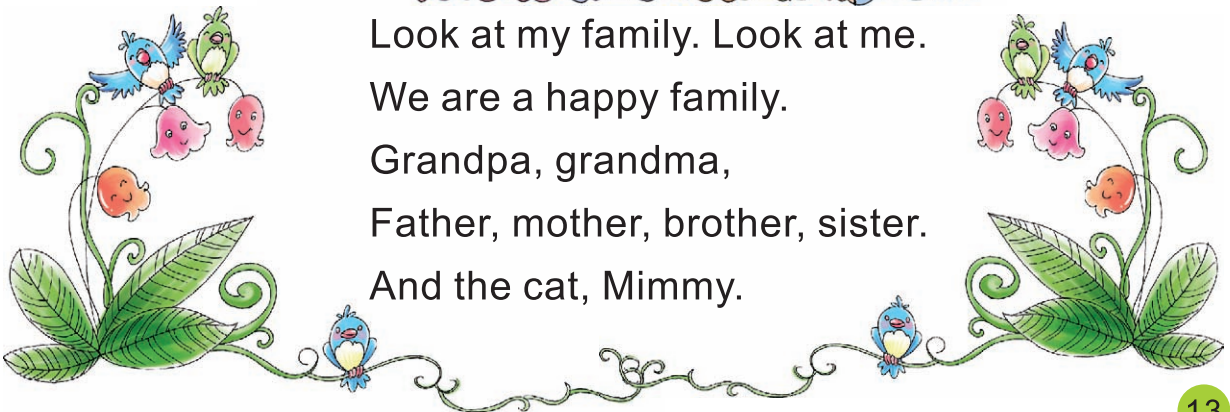 Look at my family. Look at me.
We are a happy family.
Grandpa, grandma,
Father, mother, brother, sister.
And the cat, Mimmy.